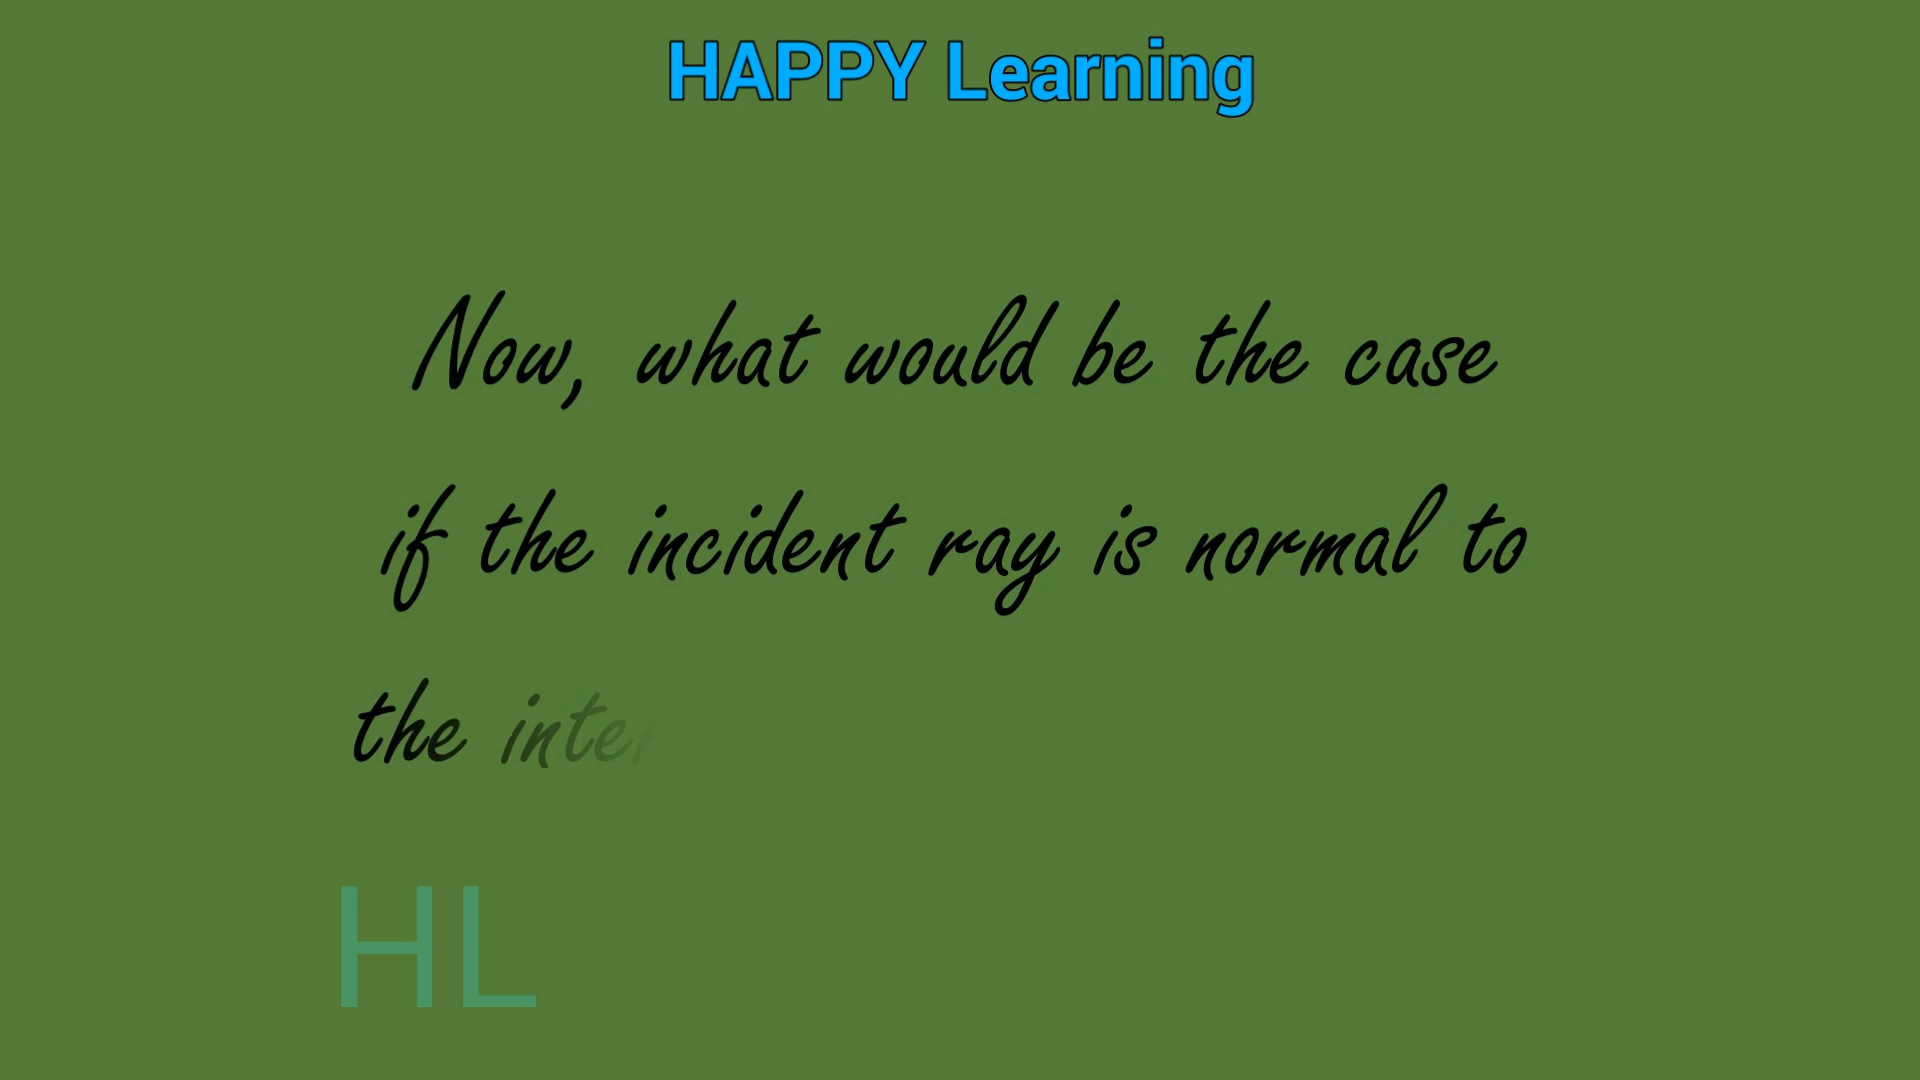 HAPPY Learning
Now, what would be the case
if the incident ray is normal to
the
HL